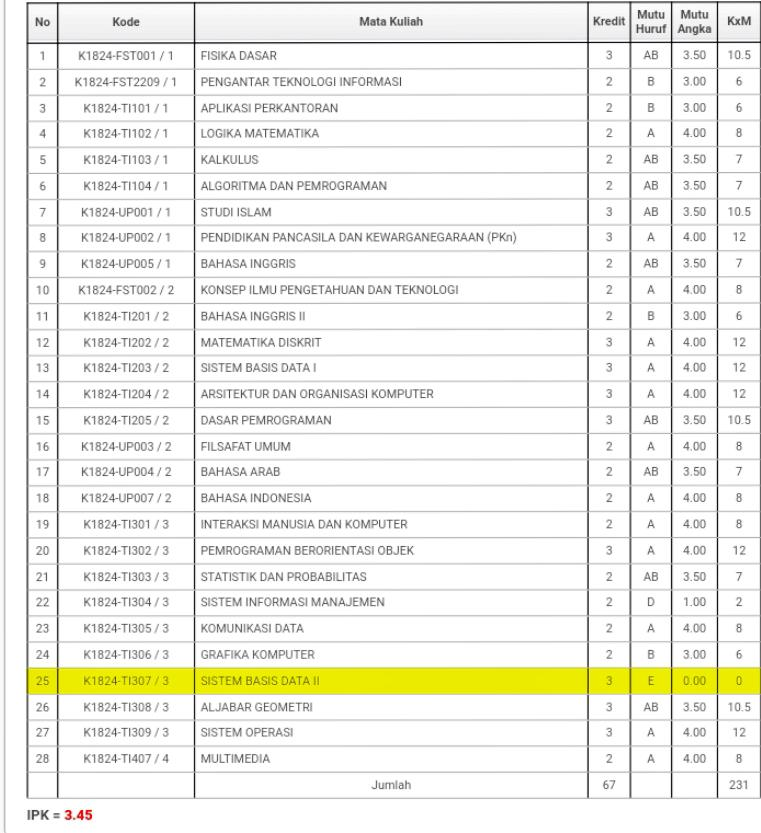 No Kode Mata Kuliah Kredit Mutu Huruf Mutu Angka KxM
1 K1824-FST001 / 1 FISIKA DASAR 3 AB 3.50 10.5
2 K1824-FST2209 / 1 PENGANTAR TEKNOLOGI INFORMASI 2 B 3.00 6
3 K1824-TI101 / 1 APLIKASI PERKANTORAN 2 B 3.00 6
4 K1824-TI102 / 1 LOGIKA MATEMATIKA 2 A 4.00 8
5 K1824-TI103 / 1 KALKULUS 2 AB 3.50 7
6 K1824-TI104 / 1 ALGORITMA DAN PEMROGRAMAN 2 AB 3.50 7
7 K1824-UP001 / 1 STUDI ISLAM 3 AB 3.50 10.5
8 K1824-UP002 / 1 PENDIDIKAN PANCASILA DAN KEWARGANEGARAAN (PKn) 3 A 4.00 12
9 K1824-UP005 / 1 BAHASA INGGRIS 2 AB 3.50 7
10 K1824-FST002 / 2 KONSEP ILMU PENGETAHUAN DAN TEKNOLOGI 2 A 4.00 8
11 K1824-TI201 / 2 BAHASA INGGRIS II 2 B 3.00 6
12 K1824-TI202 / 2 MATEMATIKA DISKRIT 3 A 4.00 12
13 K1824-TI203 / 2 SISTEM BASIS DATA I 3 A 4.00 12
14 K1824-TI204 / 2 ARSITEKTUR DAN ORGANISASI KOMPUTER 3 A 4.00 12
15 K1824-TI205 / 2 DASAR PEMROGRAMAN 3 AB 3.50 10.5
16 K1824-UP003 / 2 FILSAFAT UMUM 2 A 4.00 8
17 K1824-UP004 / 2 BAHASA ARAB 2 AB 3.50 7
18 K1824-UP007 / 2 BAHASA INDONESIA 2 A 4.00 8
19 K1824-TI301 / 3 INTERAKSI MANUSIA DAN KOMPUTER 2 A 4.00 8
20 K1824-TI302 / 3 PEMROGRAMAN BERORIENTASI OBJEK 3 A 4.00 12
21 K1824-TI303 / 3 STATISTIK DAN PROBABILITAS 2 AB 3.50 7
22 K1824-TI304 / 3 SISTEM INFORMASI MANAJEMEN 2 D 1.00 2
23 K1824-TI305 / 3 KOMUNIKASI DATA 2 A 4.00 8
24 K1824-TI306 / 3 GRAFIKA KOMPUTER 2 B 3.00 6
25 K1824-TI307 / 3 SISTEM BASIS DATA II 3 E 0.00 0
26 K1824-TI308 / 3 ALJABAR GEOMETRI 3 AB 3.50 10.5
27 K1824-TI309 / 3 SISTEM OPERASI 3 A 4.00 12
28 K1824-TI407 / 4 MULTIMEDIA 2 A 4.00 8
Jumlah 67 231
IPK = 3.45